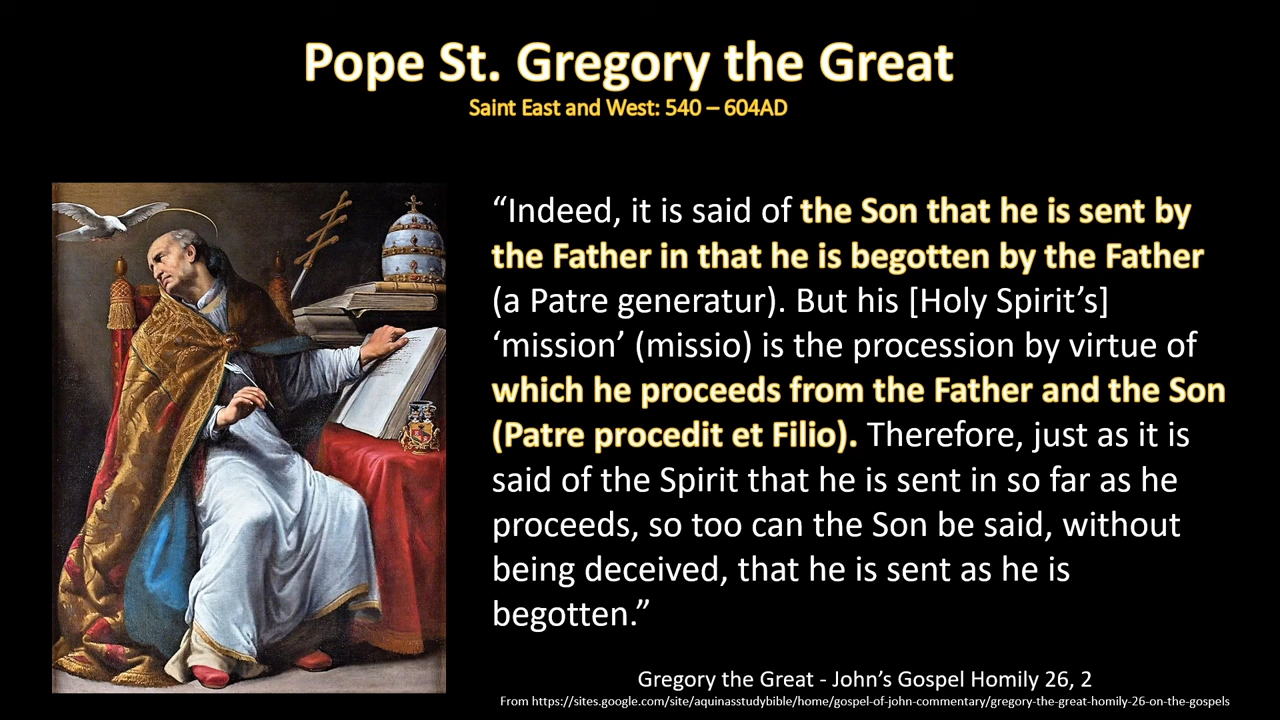 Pope St. Gregory the Great
Saint East and West: 540 – 604AD
“Indeed, it is said of the Son that he is sent by
the Father in that he is begotten by the Father
(a Patre generatur). But his [Holy Spirit’s]
‘mission’ (missio) is the procession by virtue of
which he proceeds from the Father and the Son
(Patre procedit et Filio). Therefore, just as it is
said of the Spirit that he is sent in so far as he
proceeds, so too can the Son be said, without
being deceived, that he is sent as he is
begotten.”
Gregory the Great - John’s Gospel Homily 26, 2
From https://sites.google.com/site/aquinasstudybible/home/gospel-of-john-commentary/gregory-the-great-homily-26-on-the-gospels